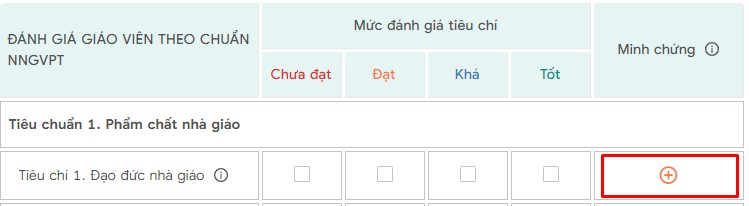 ĐÁNH GIÁ GIÁO VIÊN THEO CHUẨN
NNGVPT
Mức đánh giá tiêu chí
Minh chứng
Chưa đạt
Đạt
Khá
Tốt
Tiêu chuẩn 1. Phẩm chất nhà giáo
Tiêu chí 1. Đạo đức nhà giáo